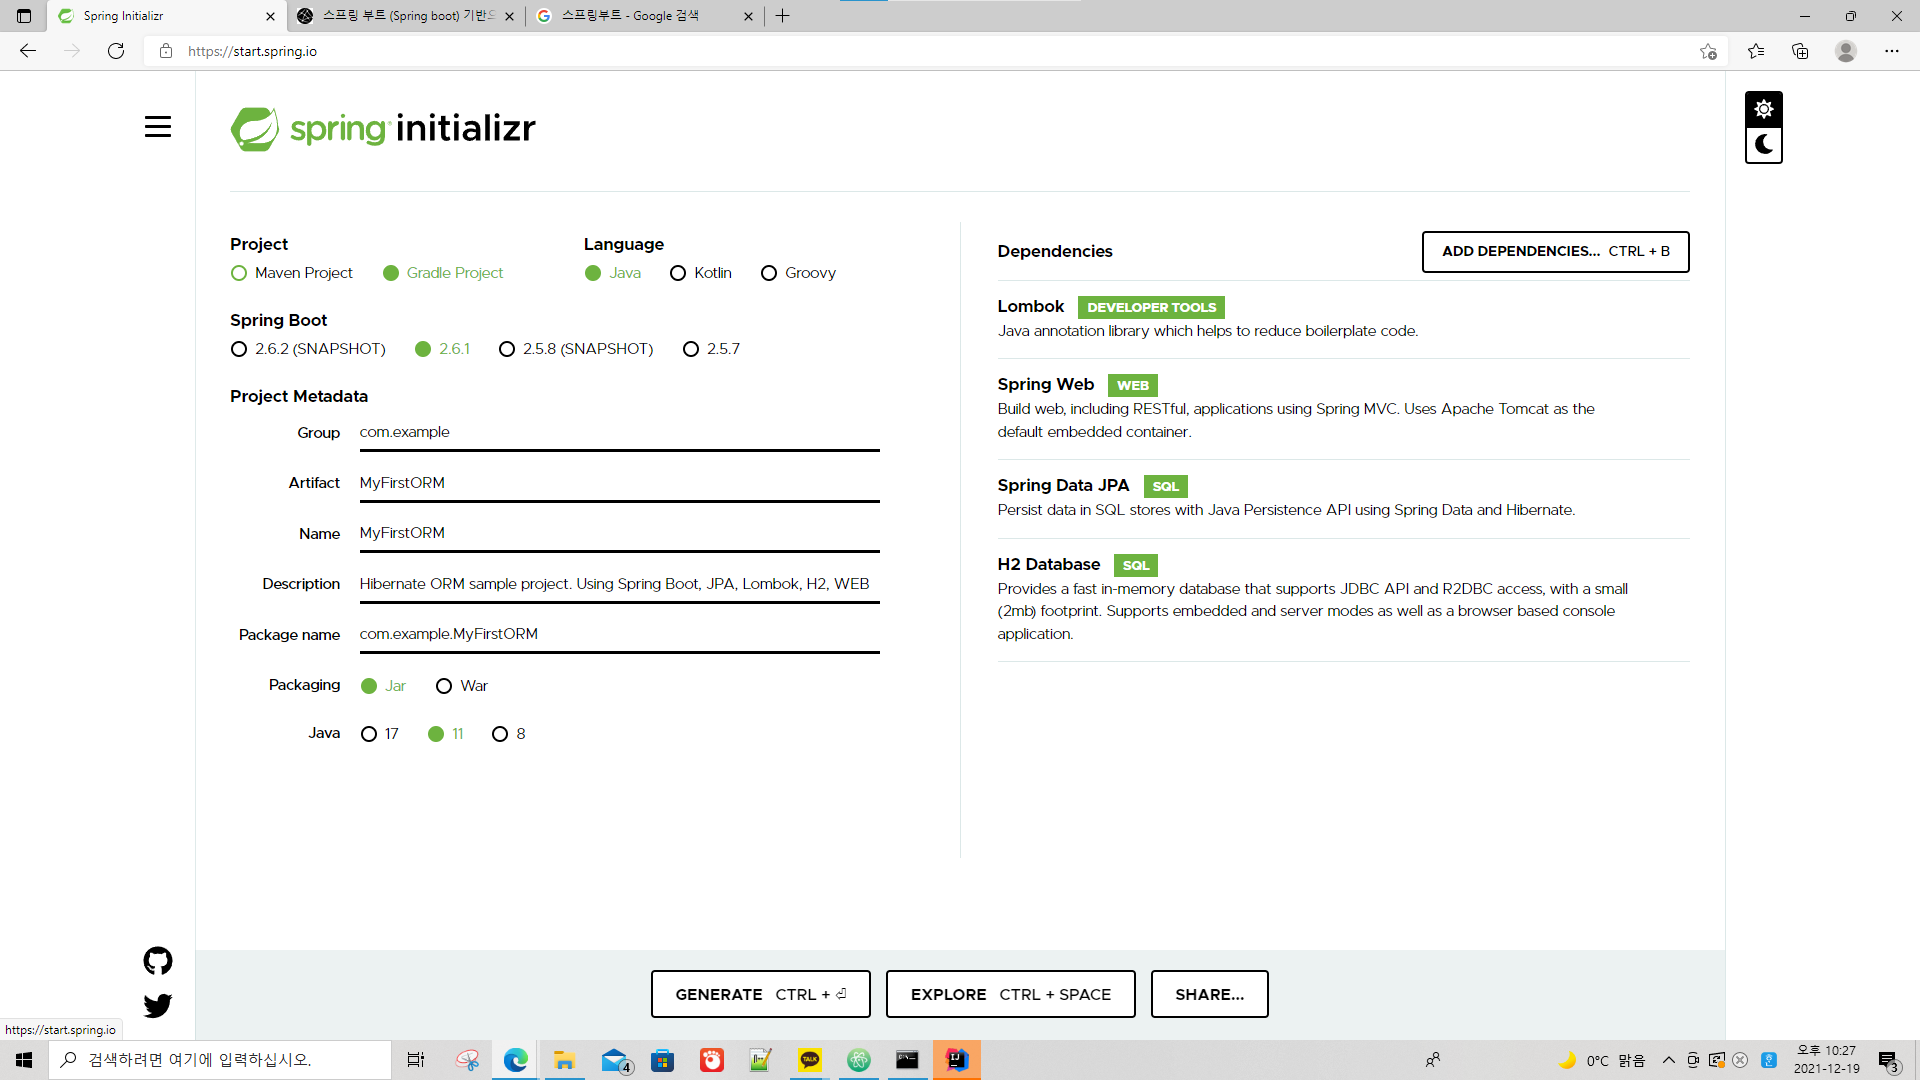 Spring Initializr
스프링 부트 (Spring boot) 기반으
스프링부트 - Google 검색
https://start.spring.io
spring initializr
Project
Maven Project
Gradle Project
Language
Java
Kotlin
Groovy
Spring Boot
2.6.2 (SNAPSHOT)
2.6.1
2.5.8 (SNAPSHOT)
2.5.7
Project Metadata
Group com.example
Artifact MyFirstORM
Name MyFirstORM
Description Hibernate ORM sample project. Using Spring Boot, JPA, Lombok, H2, WEB
Package name com.example.MyFirstORM
Packaging Jar War
Java 17 11 8
Dependencies
ADD DEPENDENCIES... CTRL + B
Lombok DEVELOPER TOOLS
Java annotation library which helps to reduce boilerplate code.
Spring Web WEB
Build web, including RESTful, applications using Spring MVC. Uses Apache Tomcat as the
default embedded container.
Spring Data JPA SQL
Persist data in SQL stores with Java Persistence API using Spring Data and Hibernate.
H2 Database SQL
Provides a fast in-memory database that supports JDBC API and R2DBC access, with a small
(2mb) footprint. Supports embedded and server modes as well as a browser based console
application.
GENERATE CTRL + ⏎
EXPLORE CTRL + SPACE
SHARE...
https://start.spring.io
검색하려면 여기에 입력하십시오.
4
TALK
IJ
0°C 맑음
오후 10:27
2021-12-19
3